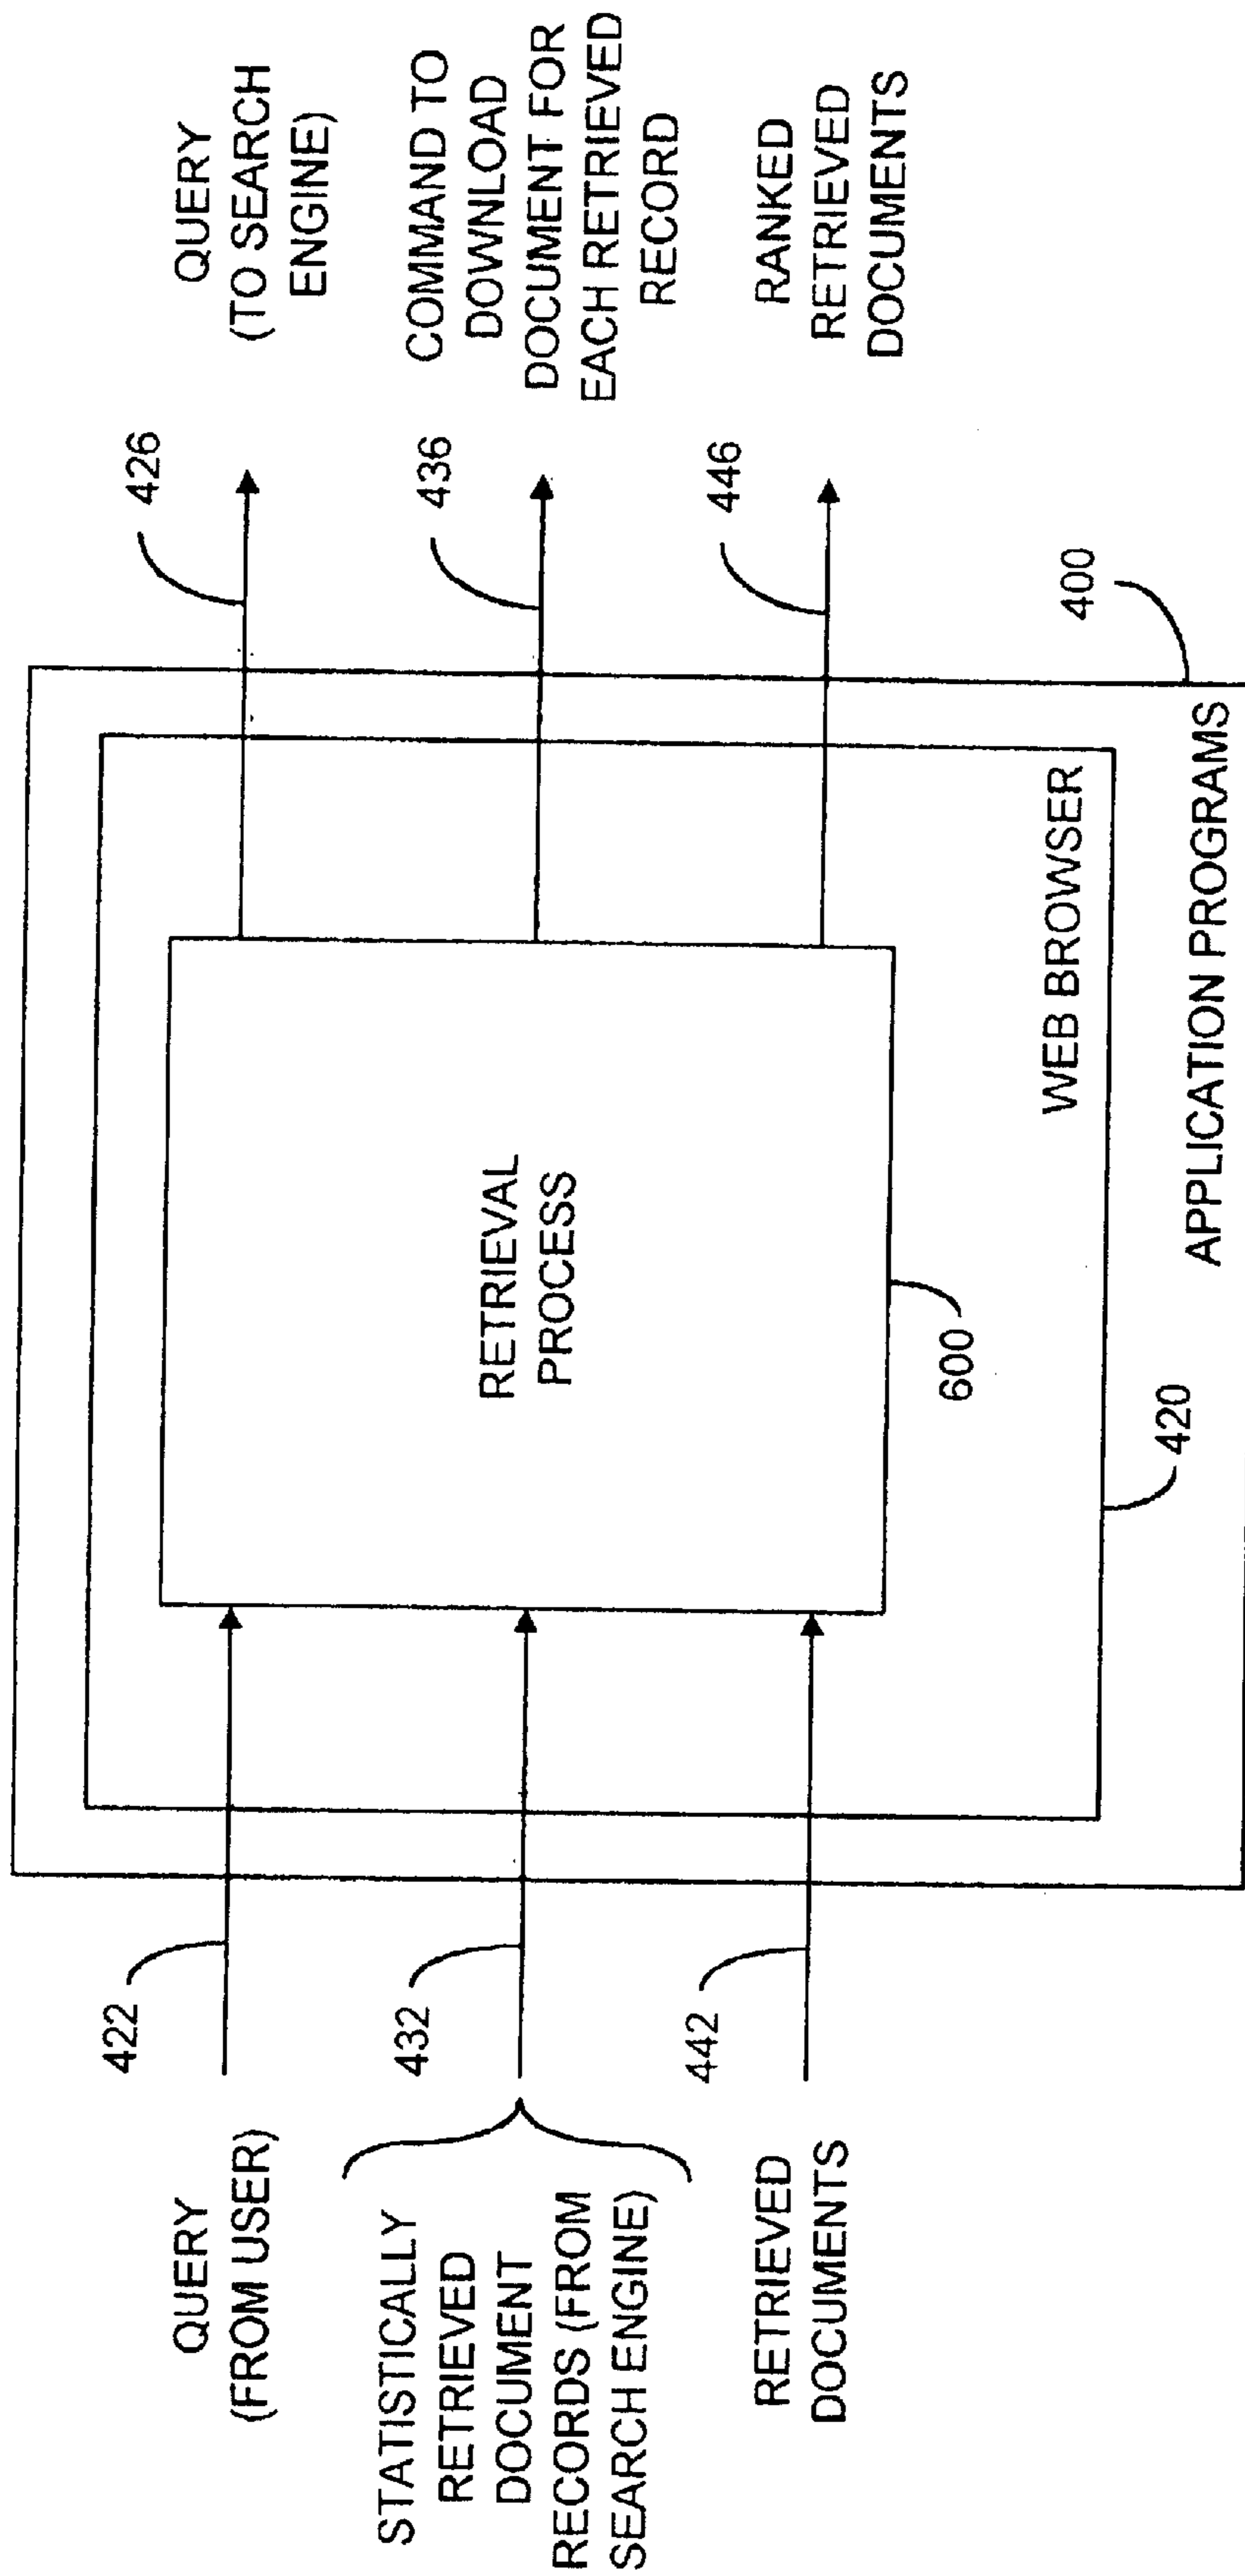 QUERY
(FROM USER)
422
STATISTICALLY
RETRIEVED
DOCUMENT
RECORDS (FROM
SEARCH ENGINE)
432
RETRIEVED
DOCUMENTS
442
RETRIEVAL
PROCESS
600
WEB BROWSER
420
APPLICATION PROGRAMS
400
426
QUERY
(TO SEARCH
ENGINE)
436
COMMAND TO
DOWNLOAD
DOCUMENT FOR
EACH RETRIEVED
RECORD
446
RANKED
RETRIEVED
DOCUMENTS